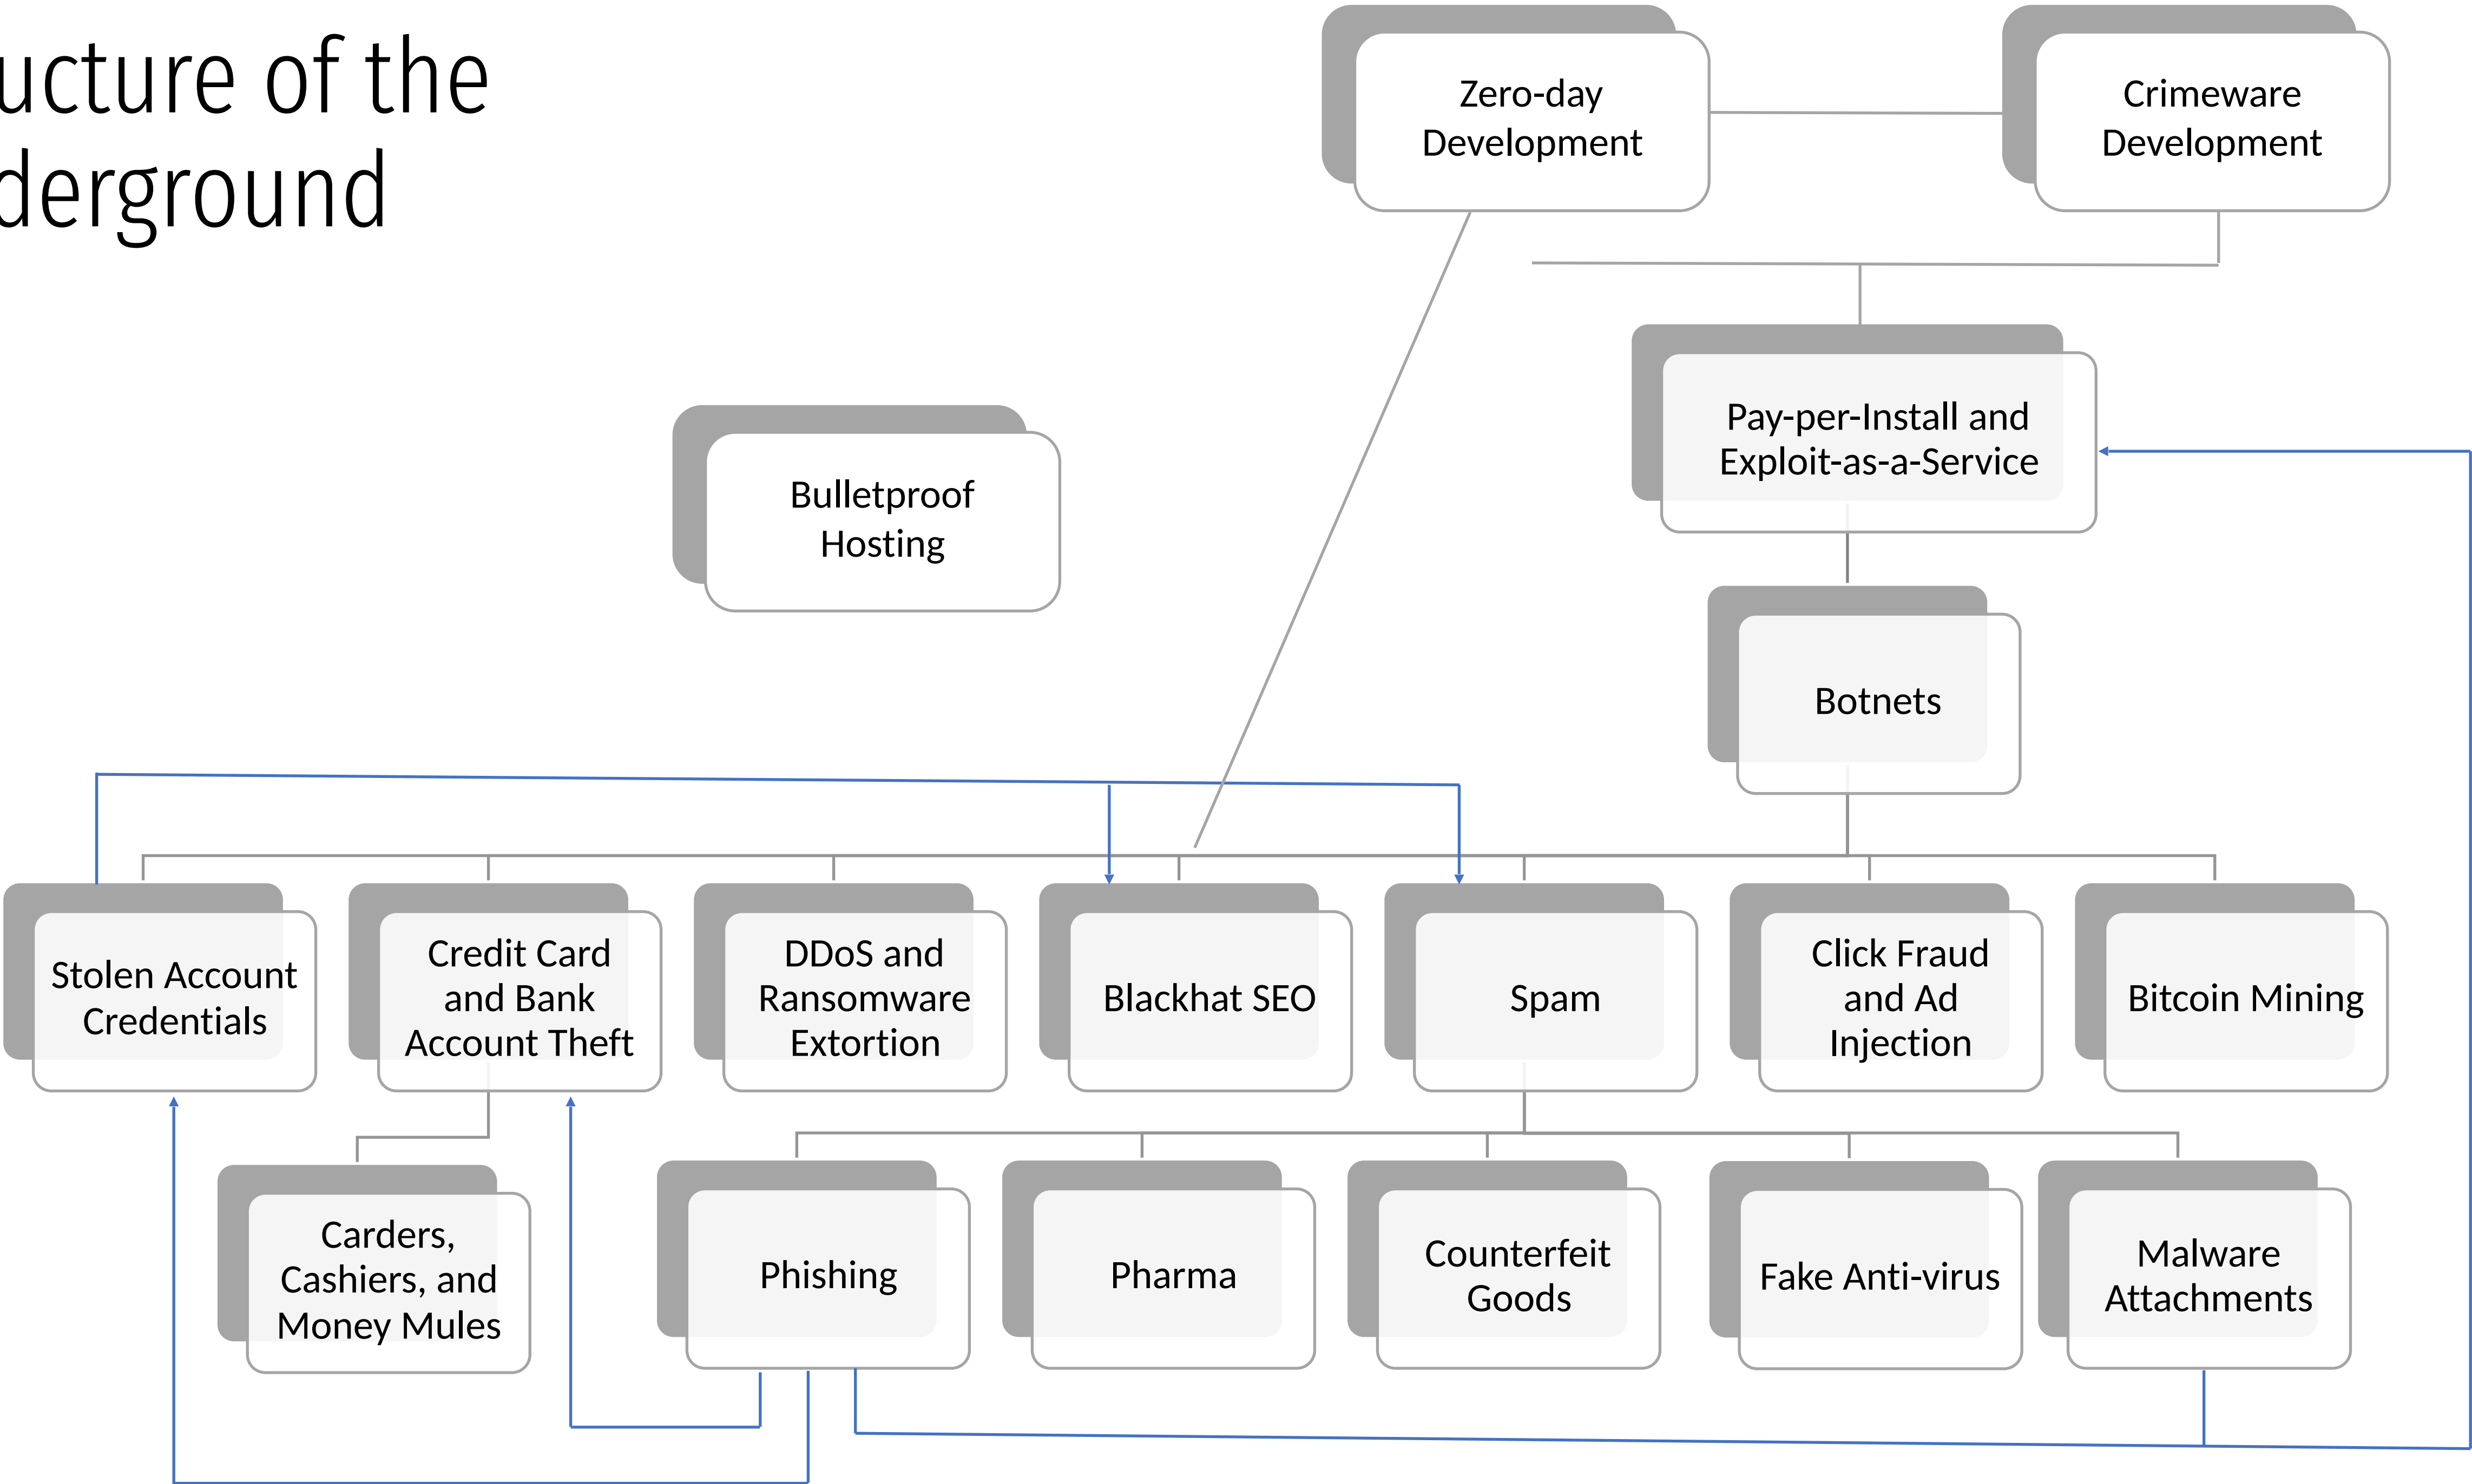 ucture of the
derground
Zero-day
Development
Crimeware
Development
Pay-per-Install and
Exploit-as-a-Service
Bulletproof
Hosting
Botnets
Stolen Account
Credentials
Credit Card
and Bank
Account Theft
DDoS and
Ransomware
Extortion
Blackhat SEO
Spam
Click Fraud
and Ad
Injection
Bitcoin Mining
Carders,
Cashiers, and
Money Mules
Phishing
Pharma
Counterfeit
Goods
Fake Anti-virus
Malware
Attachments